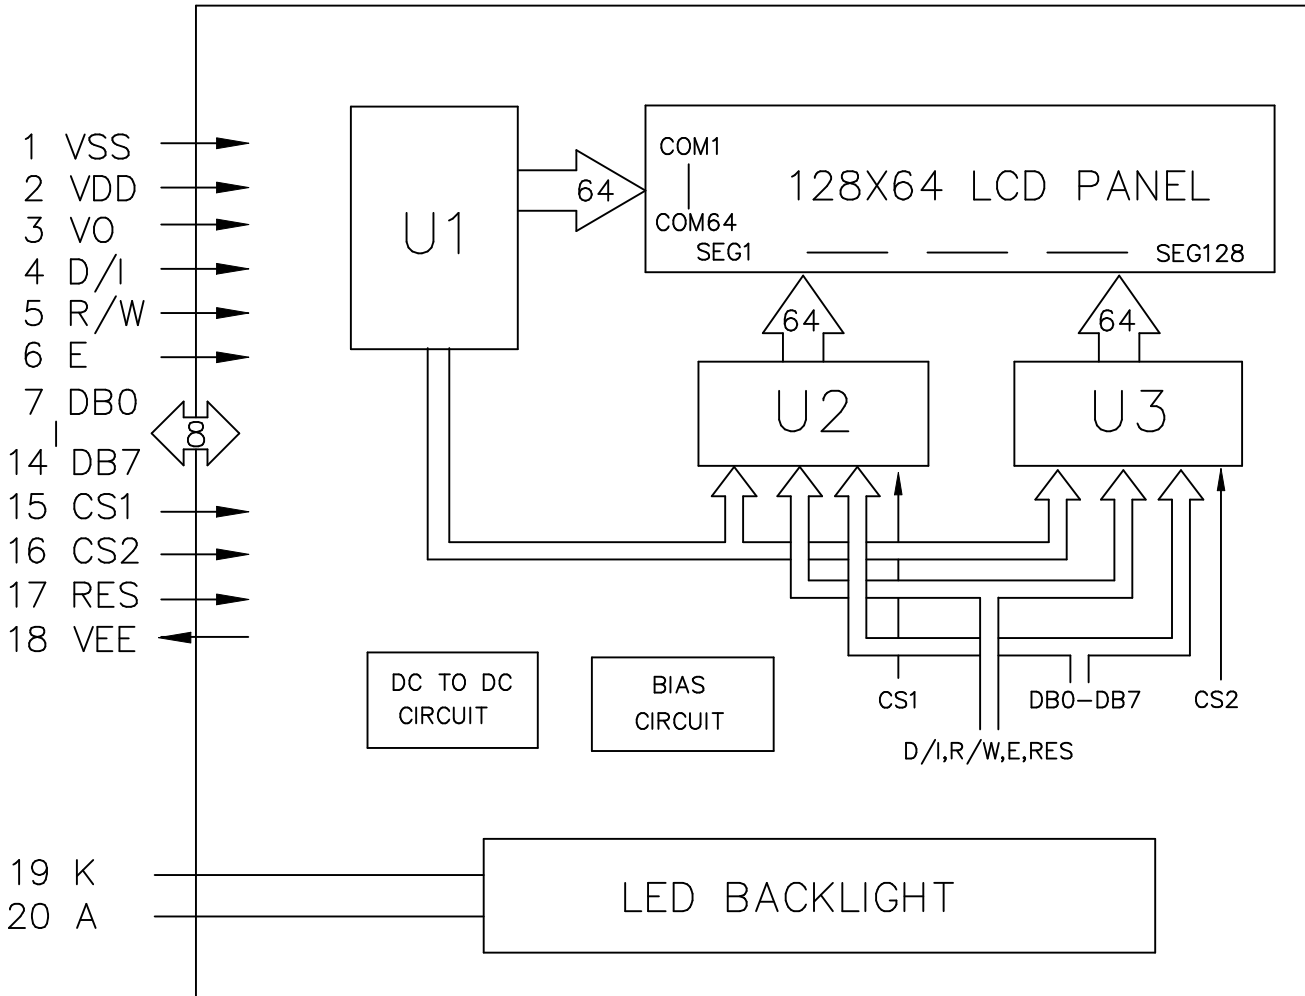 1 VSS
2 VDD
3 VO
4 D/I
5 R/W
6 E
7 DB0
8
14 DB7
15 CS1
16 CS2
17 RES
18 VEE
19 K
20 A
U1
64
COM1
COM64
128X64 LCD PANEL
SEG1
SEG128
64
64
U2
U3
CS1
DB0-DB7
CS2
D/I,R/W,E,RES
DC TO DC
CIRCUIT
BIAS
CIRCUIT
LED BACKLIGHT